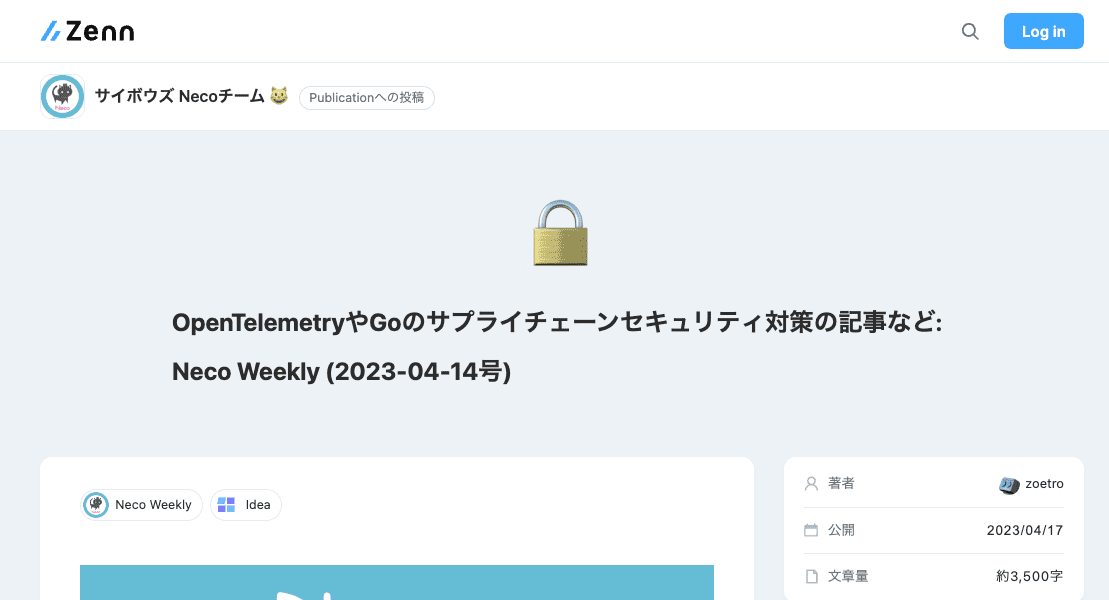 Zenn
Log in
サイボウズ Necoチーム 😺 Publicationへの投稿
OpenTelemetryやGoのサプライチェーンセキュリティ対策の記事など:
Neco Weekly (2023-04-14号)
Neco Weekly
Idea
著者 zoetro
公開 2023/04/17
文章量 約3,500字